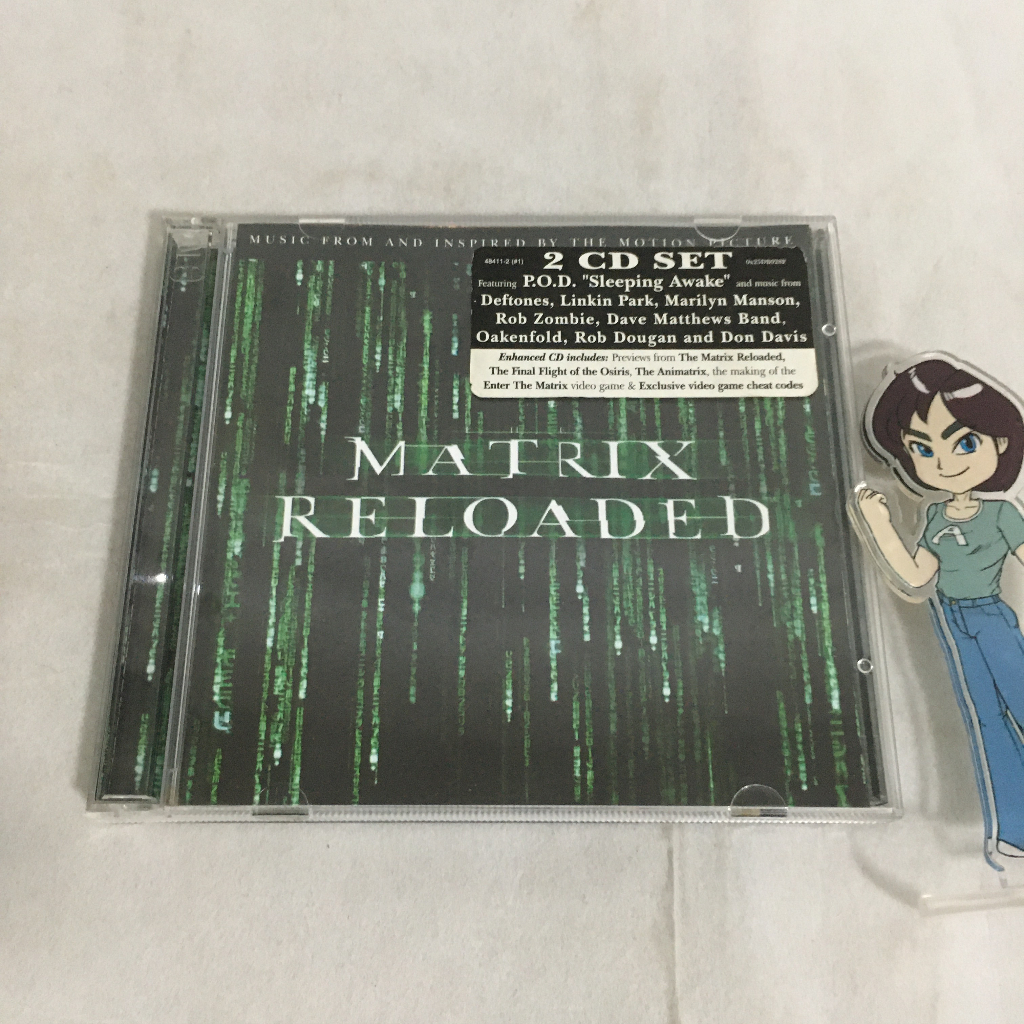 MUSIC FROM AND INSPIRED BY THE MOTION PICTURE
48411-2 (#1) 2 CD SET
Featuring P.O.D. "Sleeping Awake" and music from
Deftones, Linkin Park, Marilyn Manson,
Rob Zombie, Dave Matthews Band,
Oakenfold, Rob Dougan and Don Davis
Enhanced CD includes: Previews from The Matrix Reloaded,
The Final Flight of the Osiris, The Animatrix, the making of the
Enter The Matrix video game & Exclusive video game cheat codes
MATRIX
RELOADED
A